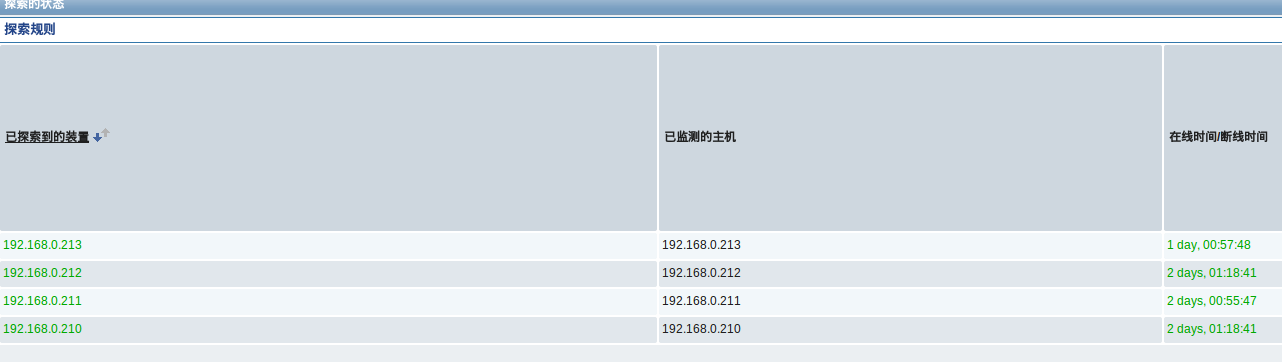 探索的状态
探索规则
已探索到的装置 已监测的主机 在线时间/断线时间
192.168.0.213 192.168.0.213 1 day, 00:57:48
192.168.0.212 192.168.0.212 2 days, 01:18:41
192.168.0.211 192.168.0.211 2 days, 00:55:47
192.168.0.210 192.168.0.210 2 days, 01:18:41